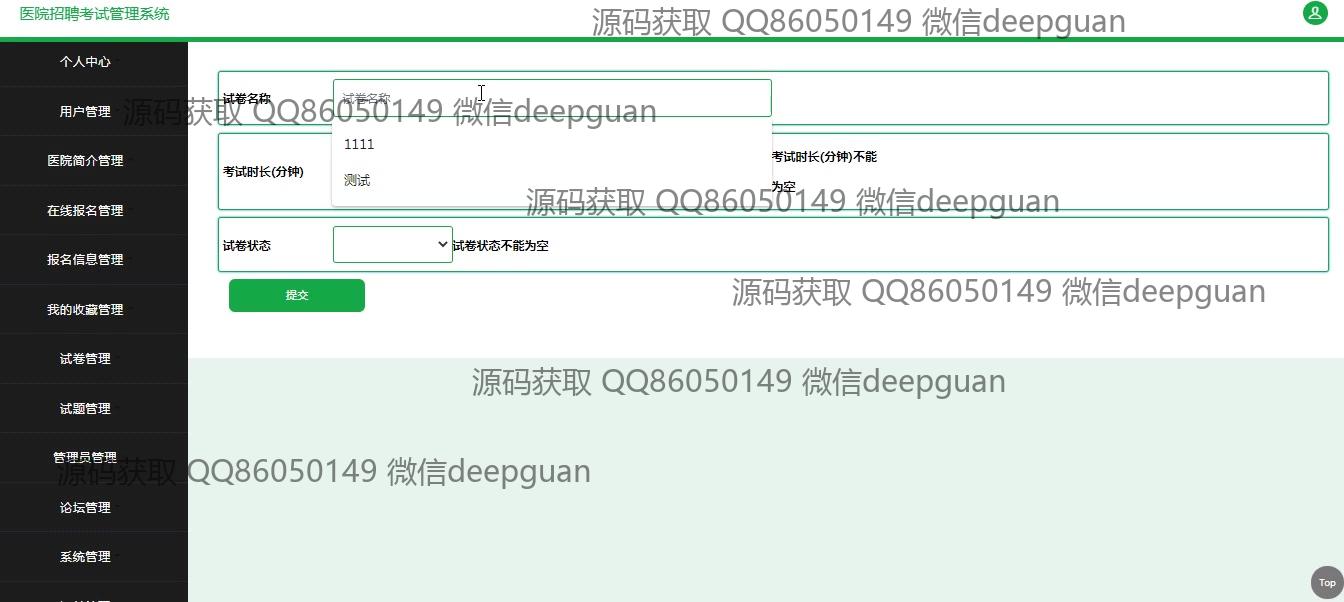 医院招聘考试管理系统
源码获取 QQ86050149 微信deepguan
个人中心
用户管理
医院简介管理
在线报名管理
报名信息管理
我的收藏管理
试卷管理
试题管理
管理员管理
论坛管理
系统管理
试卷名称
试卷名称
源码获取 QQ86050149 微信deepguan
1111
测试
考试时长(分钟)
考试时长(分钟)不能
为空
源码获取 QQ86050149 微信deepguan
试卷状态
试卷状态不能为空
提交
源码获取 QQ86050149 微信deepguan
源码获取 QQ86050149 微信deepguan
源码获取 QQ86050149 微信deepguan
Top